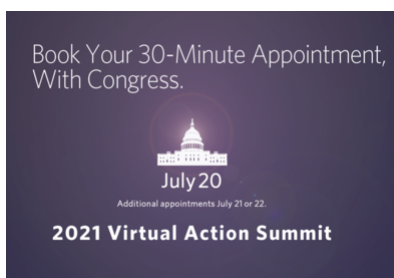 Book Your 30-Minute Appointment,
With Congress.
July 20
Additional appointments July 21 or 22.
2021 Virtual Action Summit